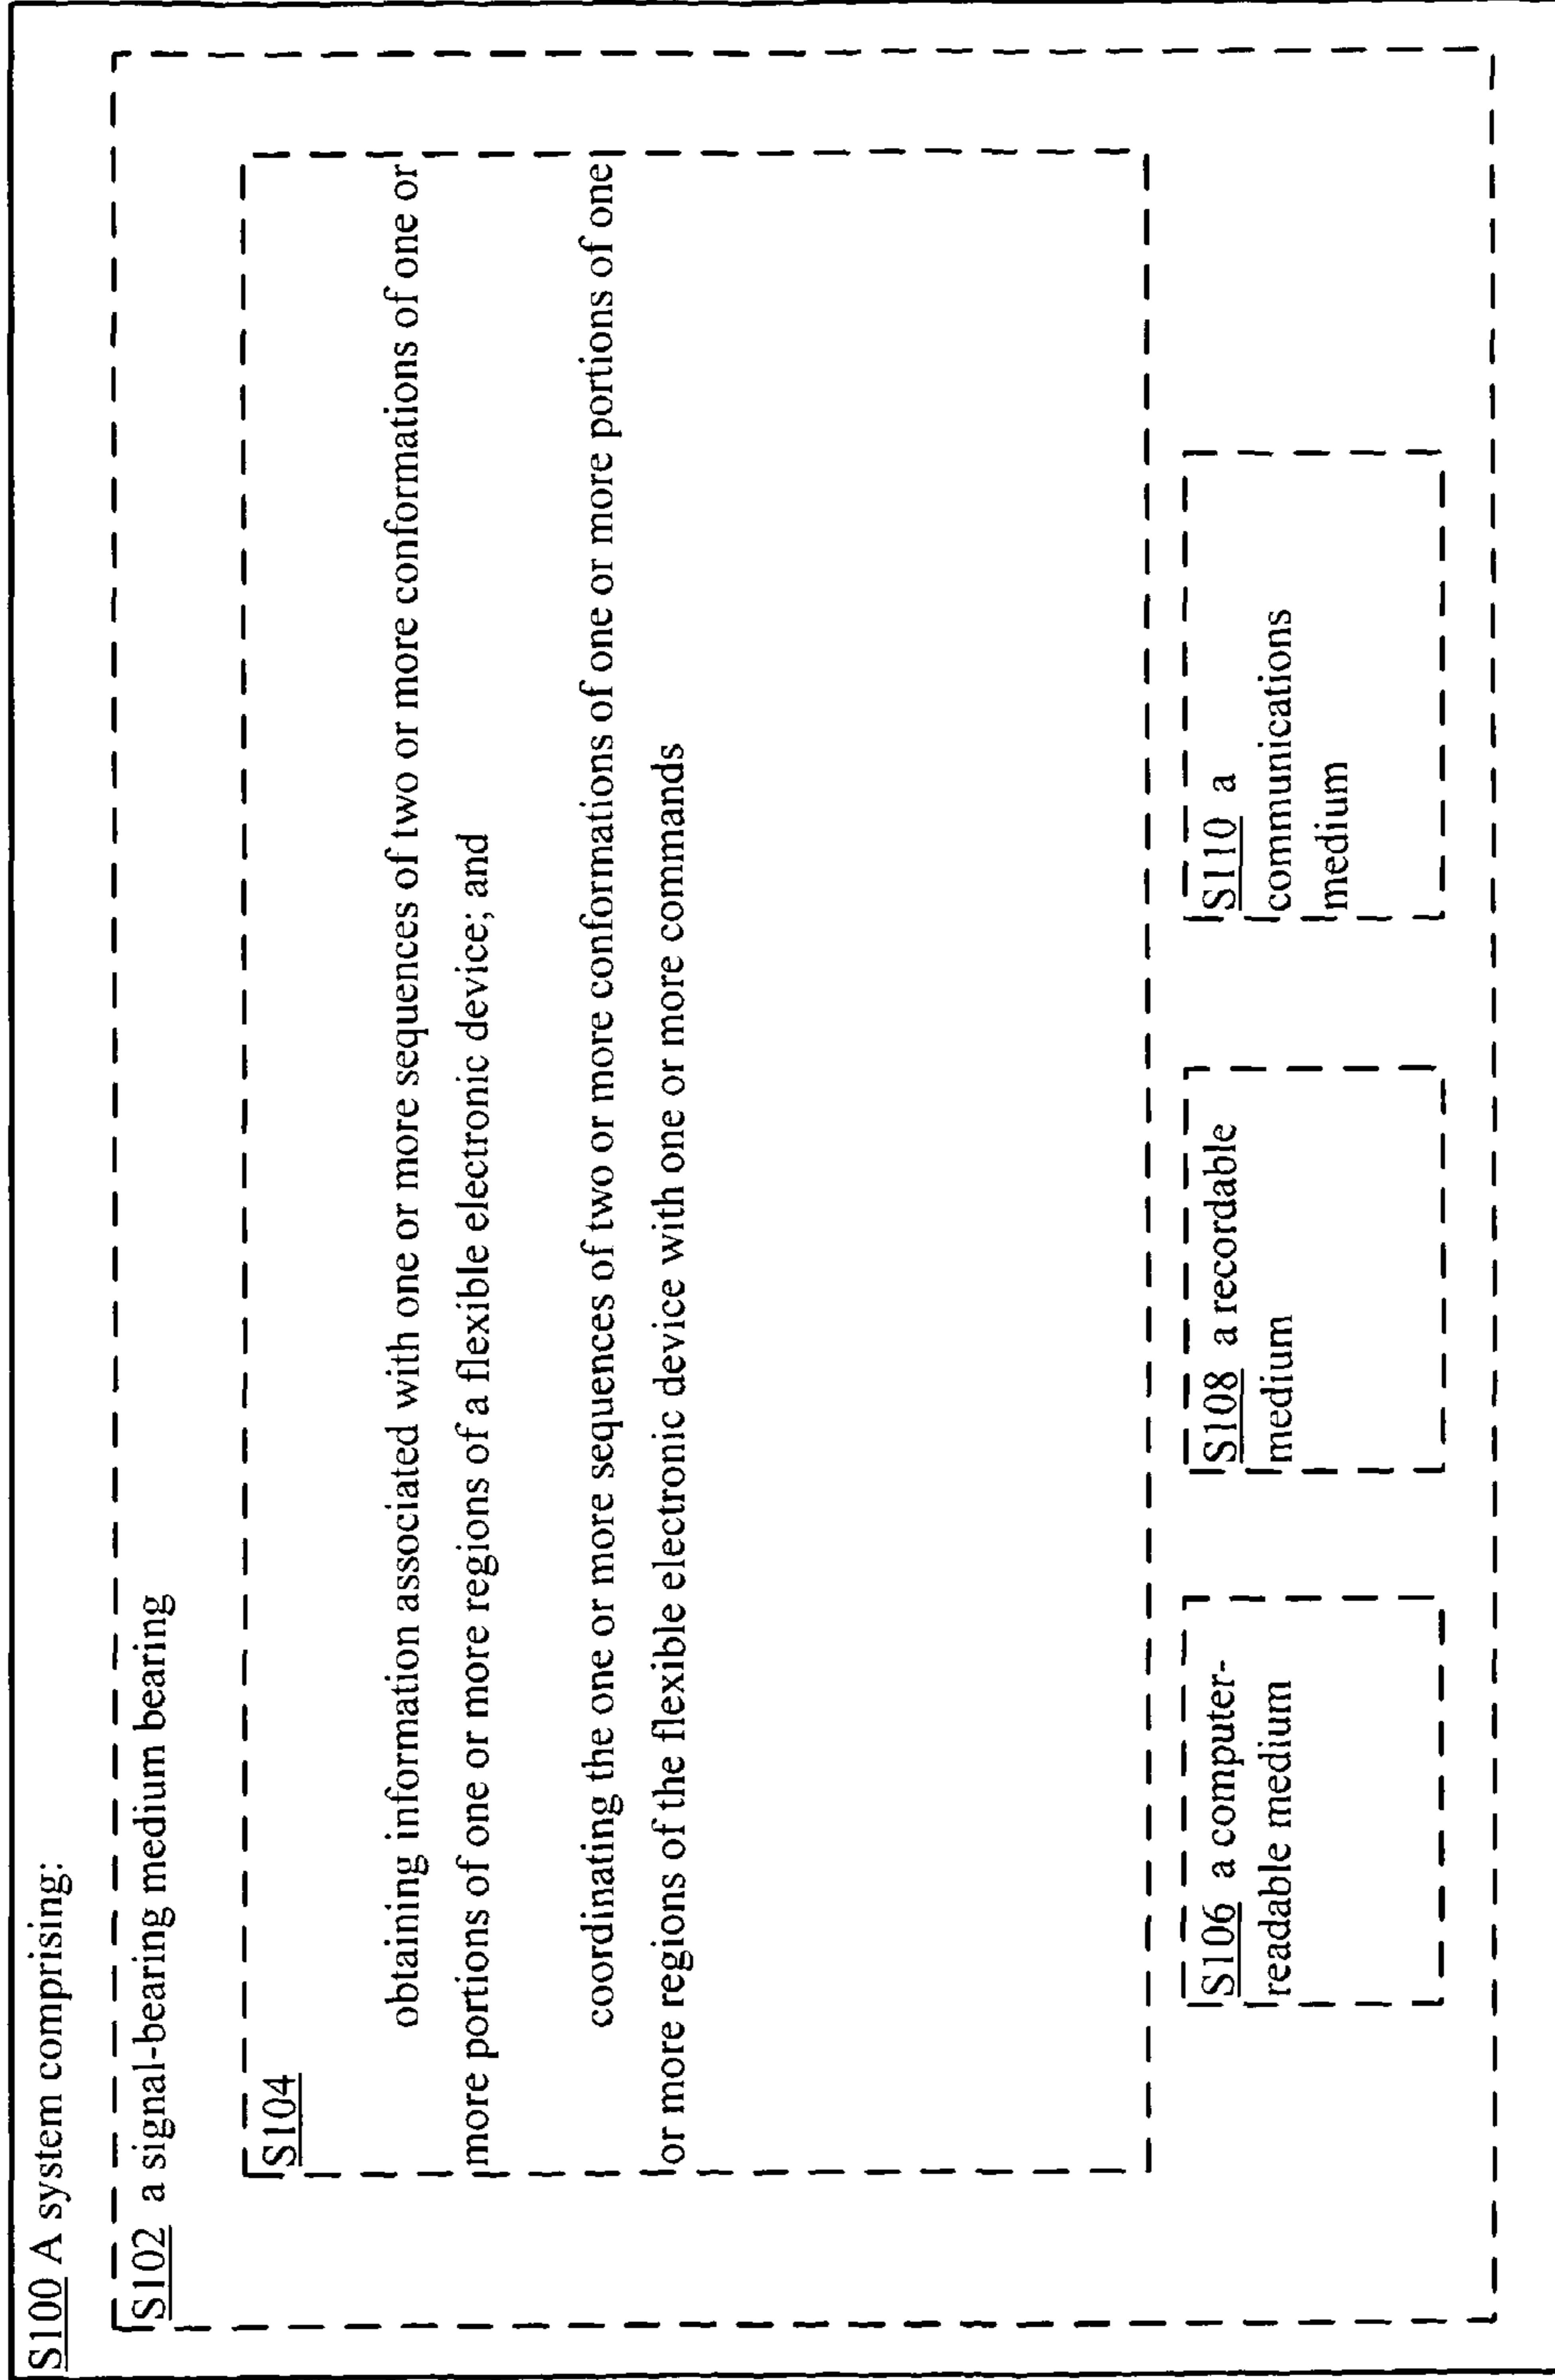 S100 A system comprising:
S102 a signal-bearing medium bearing
S104
obtaining information associated with one or more sequences of two or more conformations of one or
more portions of one or more regions of a flexible electronic device; and
coordinating the one or more sequences of two or more conformations of one or more portions of one
or more regions of the flexible electronic device with one or more commands
S106 a computer-
readable medium
S108 a recordable
medium
S110 a
communications
medium